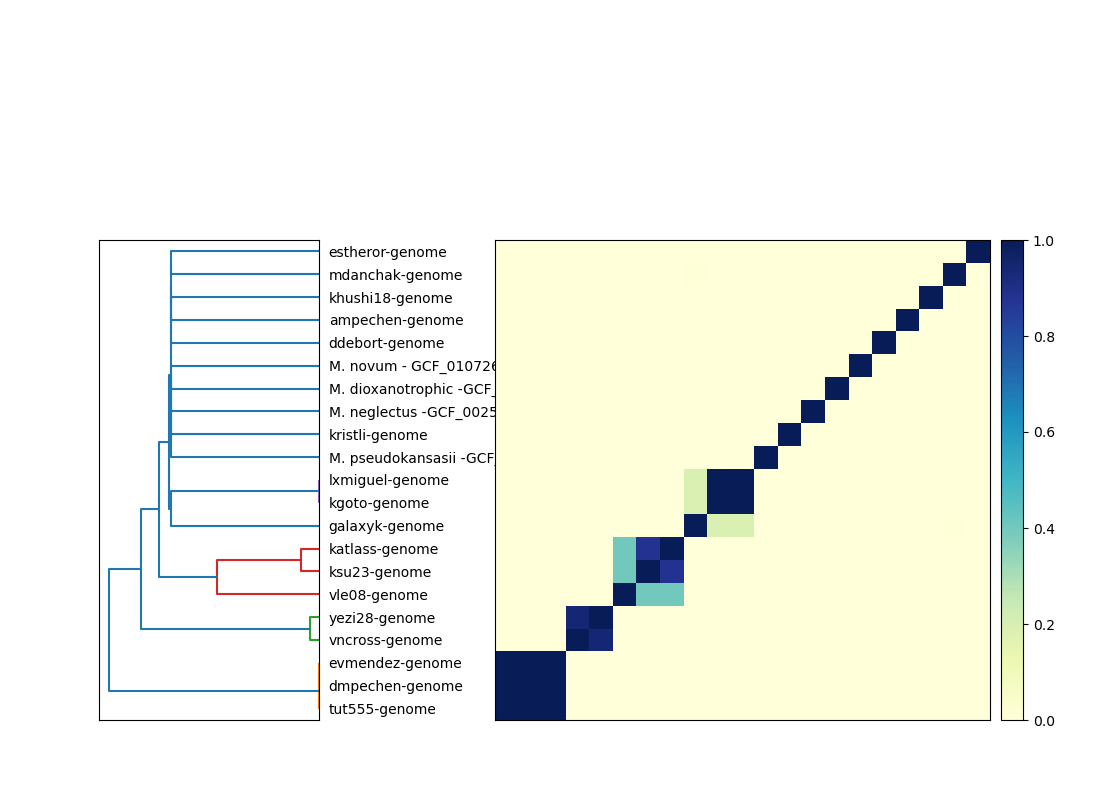 estheror-genome
mdanchak-genome
khushi18-genome
ampechen-genome
ddebort-genome
M. novum - GCF_010726
M. dioxanotrophic -GCF_
M. neglectus -GCF_0025
kristli-genome
M. pseudokansasii -GCF_
lxmiguel-genome
kgoto-genome
galaxyk-genome
katlass-genome
ksu23-genome
vle08-genome
yezi28-genome
vncross-genome
evmendez-genome
dmpechen-genome
tut555-genome
1.0
0.8
0.6
0.4
0.2
0.0